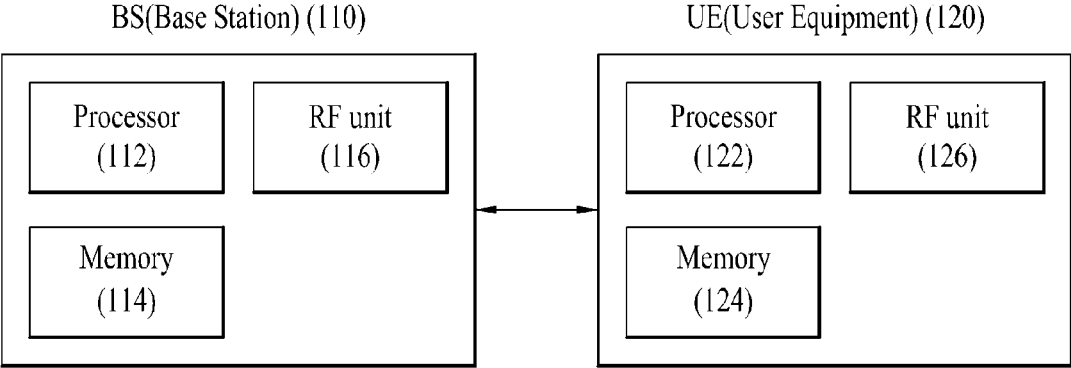 BS(Base Station) (110)
Processor
(112)
RF unit
(116)
Memory
(114)
UE(User Equipment) (120)
Processor
(122)
RF unit
(126)
Memory
(124)